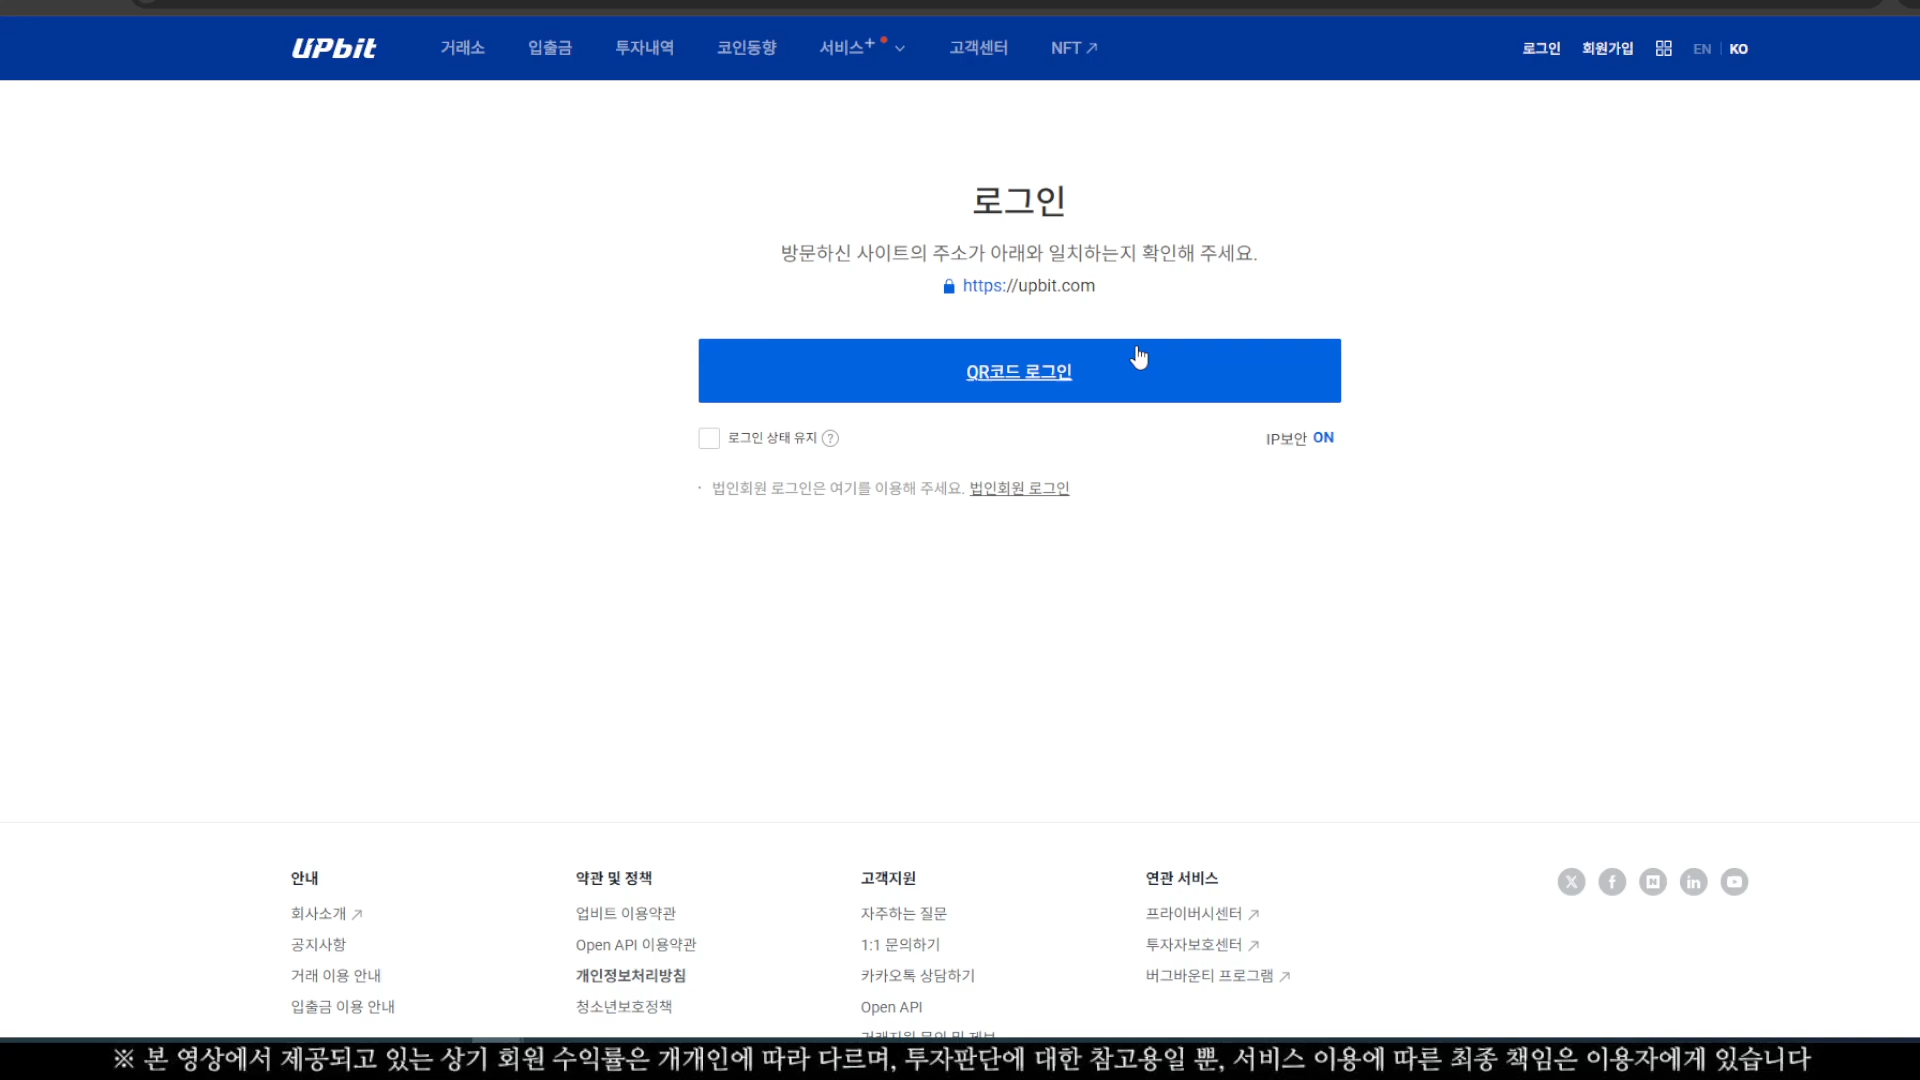 UPbit 거래소 입출금 투자내역 코인동향 서비스+ 고객센터 NFT 로그인 회원가입 EN KO
로그인
방문하신 사이트의 주소가 아래와 일치하는지 확인해 주세요.
https://upbit.com
QR코드 로그인
로그인 상태 유지 ? IP보안 ON
· 법인회원 로그인은 여기를 이용해 주세요. 법인회원 로그인
안내
회사소개
공지사항
거래 이용 안내
입출금 이용 안내
약관 및 정책
업비트 이용약관
Open API 이용약관
개인정보처리방침
청소년보호정책
고객지원
자주하는 질문
1:1 문의하기
카카오톡 상담하기
Open API
거래지원 문의 및 제보
연관 서비스
프라이버시센터
투자자보호센터
버그바운티 프로그램
※ 본 영상에서 제공되고 있는 상기 회원 수익률은 개개인에 따라 다르며, 투자판단에 대한 참고용일 뿐, 서비스 이용에 따른 최종 책임은 이용자에게 있습니다